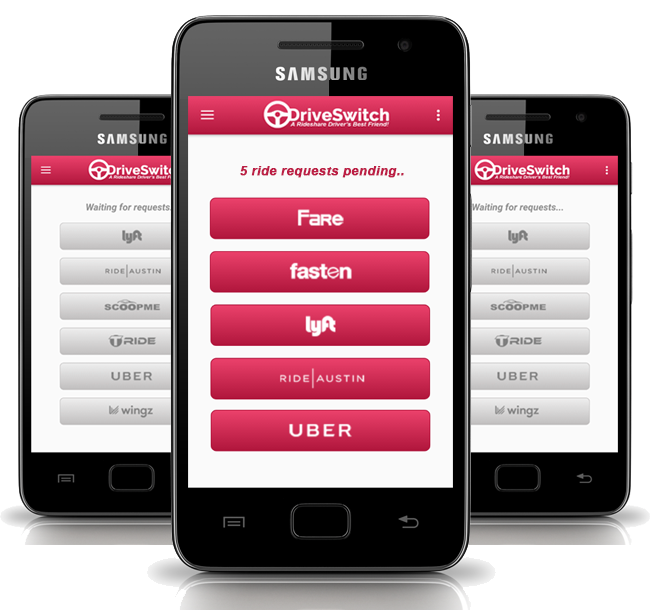 SAMSUNG
DriveSwitch
A Rideshare Driver's Best Friend!
5 ride requests pending..
FARE
fasten
lyft
RIDE|AUSTIN
UBER
SAMSUNG
DriveSwitch
A Rideshare Driver's Best Friend!
Waiting for requests.
lyft
RIDE|AUSTIN
SCOOPME
TRIDE
UBER
wingz
SAMSUNG
DriveSwitch
A Rideshare Driver's Best Friend!
Waiting for requests...
lyft
RIDE|AUSTIN
SCOOPME
TRIDE
UBER
wingz